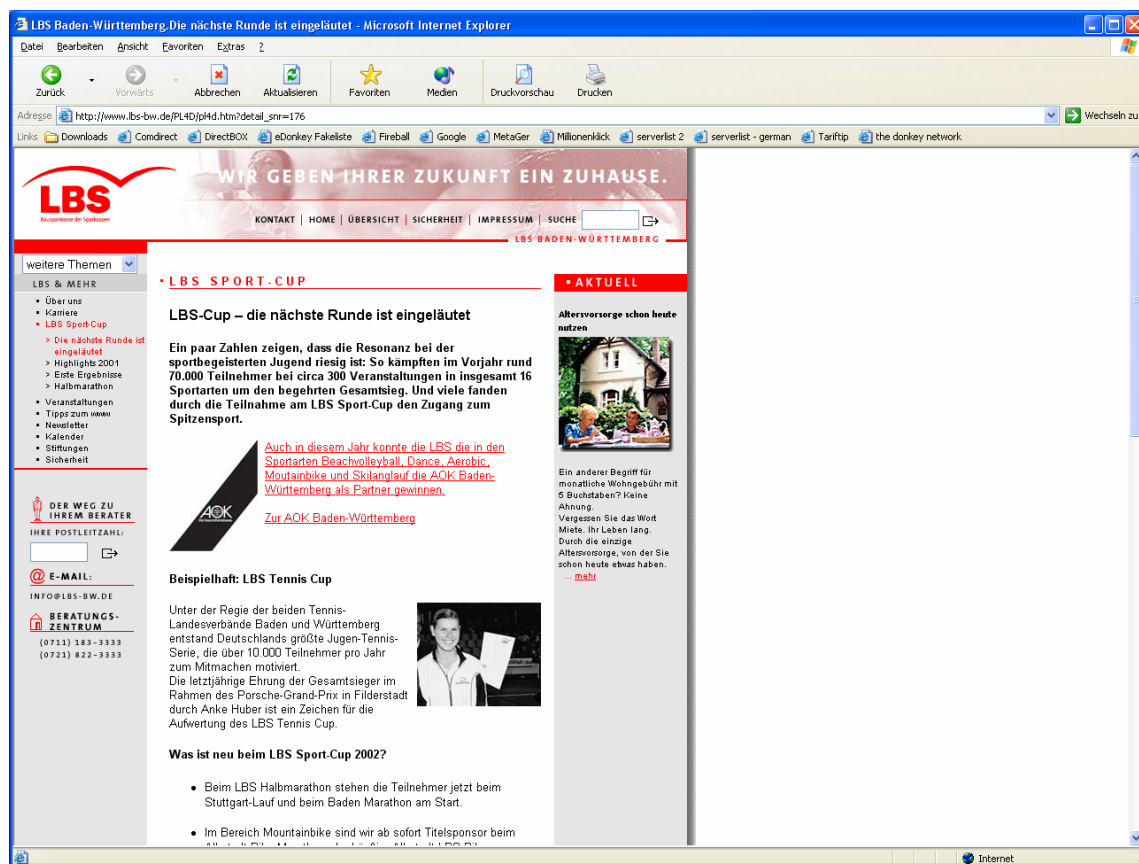 LBS Baden-Württemberg.Die nächste Runde ist eingeläutet - Microsoft Internet Explorer
Datei Bearbeiten Ansicht Favoriten Extras ?
Zurück Vorwärts Abbrechen Aktualisieren Favoriten Medien Druckvorschau Drucken
Adresse http://www.lbs-bw.de/PL4D/pl4d.htm?detail_snr=176 Wechseln zu
Links Downloads Comdirect DirectBOX eDonkey Fakeliste Fireball Google MetaGer Millionenklick serverlist 2 serverlist - german Tariftip the donkey network
WIR GEBEN IHRER ZUKUNFT EIN ZUHAUSE.
LBS
Bausparkasse der Sparkassen
KONTAKT | HOME | ÜBERSICHT | SICHERHEIT | IMPRESSUM | SUCHE
LBS BADEN-WÜRTTEMBERG
weitere Themen
LBS & MEHR
Über uns
Karriere
LBS Sport-Cup
> Die nächste Runde ist
eingeläutet
> Highlights 2001
> Erste Ergebnisse
> Halbmarathon
Veranstaltungen
Tipps zum www
Newsletter
Kalender
Stiftungen
Sicherheit
DER WEG ZU
IHREM BERATER
IHRE POSTLEITZAHL:
@ E-MAIL:
INFO@LBS-BW.DE
BERATUNGS-
ZENTRUM
(0711) 183-3333
(0721) 822-3333
LBS SPORT-CUP
LBS-Cup – die nächste Runde ist eingeläutet
Ein paar Zahlen zeigen, dass die Resonanz bei der
sportbegeisterten Jugend riesig ist: So kämpften im Vorjahr rund
70.000 Teilnehmer bei circa 300 Veranstaltungen in insgesamt 16
Sportarten um den begehrten Gesamtsieg. Und viele fanden
durch die Teilnahme am LBS Sport-Cup den Zugang zum
Spitzensport.
AOK
Auch in diesem Jahr konnte die LBS die in den
Sportarten Beachvolleyball, Dance, Aerobic,
Moutainbike und Skilanglauf die AOK Baden-
Württemberg als Partner gewinnen.
Zur AOK Baden-Württemberg
Beispielhaft: LBS Tennis Cup
Unter der Regie der beiden Tennis-
Landesverbände Baden und Württemberg
entstand Deutschlands größte Jugen-Tennis-
Serie, die über 10.000 Teilnehmer pro Jahr
zum Mitmachen motiviert.
Die letztjährige Ehrung der Gesamtsieger im
Rahmen des Porsche-Grand-Prix in Filderstadt
durch Anke Huber ist ein Zeichen für die
Aufwertung des LBS Tennis Cup.
Was ist neu beim LBS Sport-Cup 2002?
Beim LBS Halbmarathon stehen die Teilnehmer jetzt beim
Stuttgart-Lauf und beim Baden Marathon am Start.
Im Bereich Mountainbike sind wir ab sofort Titelsponsor beim
AKTUELL
Altersvorsorge schon heute
nutzen
Ein anderer Begriff für
monatliche Wohngebühr mit
5 Buchstaben? Keine
Ahnung.
Vergessen Sie das Wort
Miete. Ihr Leben lang.
Durch die einzige
Altersvorsorge, von der Sie
schon heute etwas haben.
... mehr
Internet